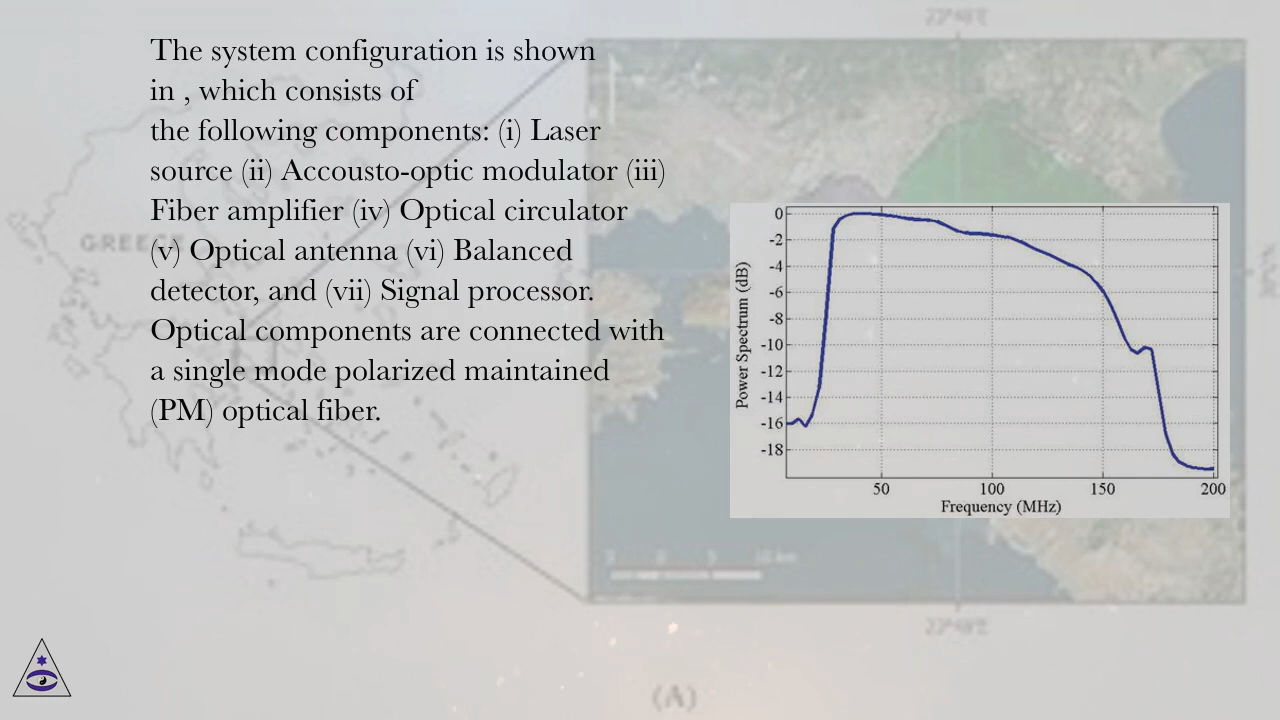 The system configuration is shown
in , which consists of
the following components: (i) Laser
source (ii) Accousto-optic modulator (iii)
Fiber amplifier (iv) Optical circulator
(v) Optical antenna (vi) Balanced
detector, and (vii) Signal processor.
Optical components are connected with
a single mode polarized maintained
(PM) optical fiber.
Power Spectrum (dB)
0
-2
-4
-6
-8
-10
-12
-14
-16
-18
50 100 150 200
Frequency (MHz)
(A)